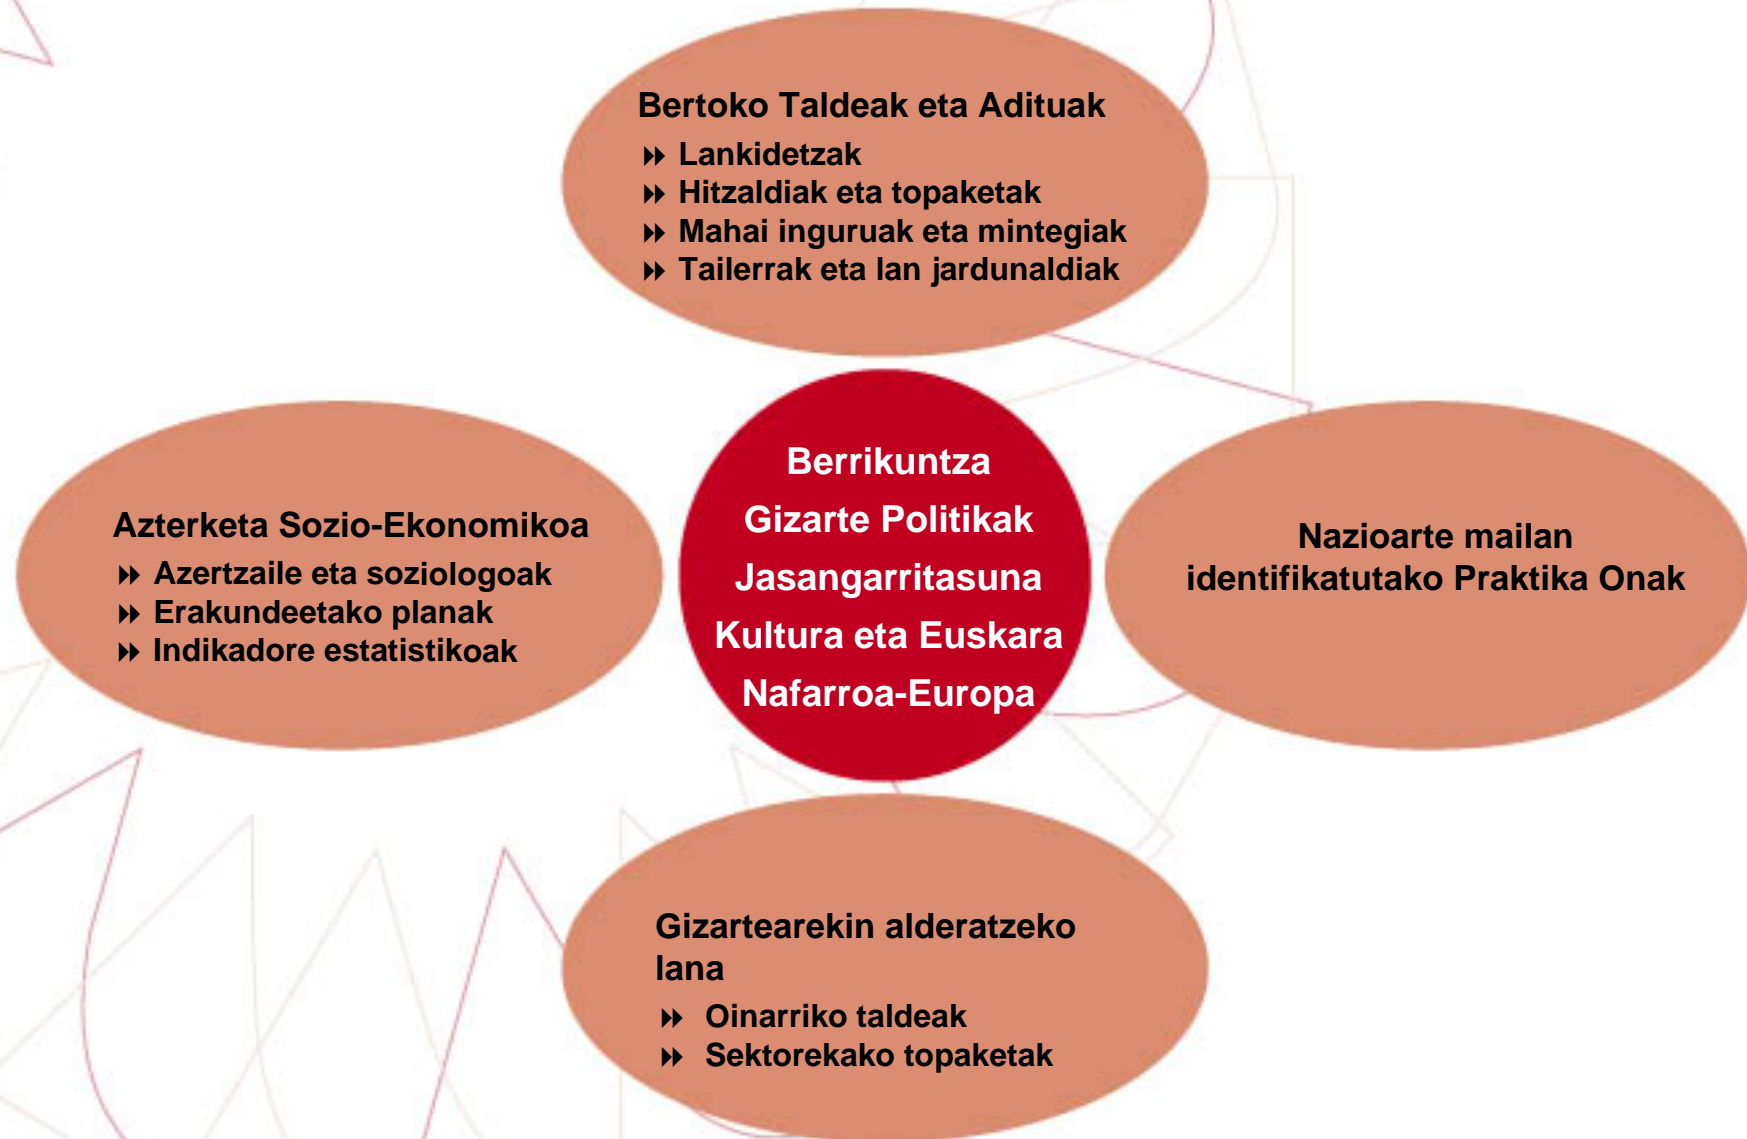 Bertoko Taldeak eta Adituak
Lankidetzak
Hitzaldiak eta topaketak
Mahai inguruak eta mintegiak
Tailerrak eta lan jardunaldiak
Azterketa Sozio-Ekonomikoa
Azertzaile eta soziologoak
Erakundeetako planak
Indikadore estatistikoak
Berrikuntza
Gizarte Politikak
Jasangarritasuna
Kultura eta Euskara
Nafarroa-Europa
Nazioarte mailan
identifikatutako Praktika Onak
Gizartearekin alderatzeko
lana
Oinarriko taldeak
Sektorekako topaketak